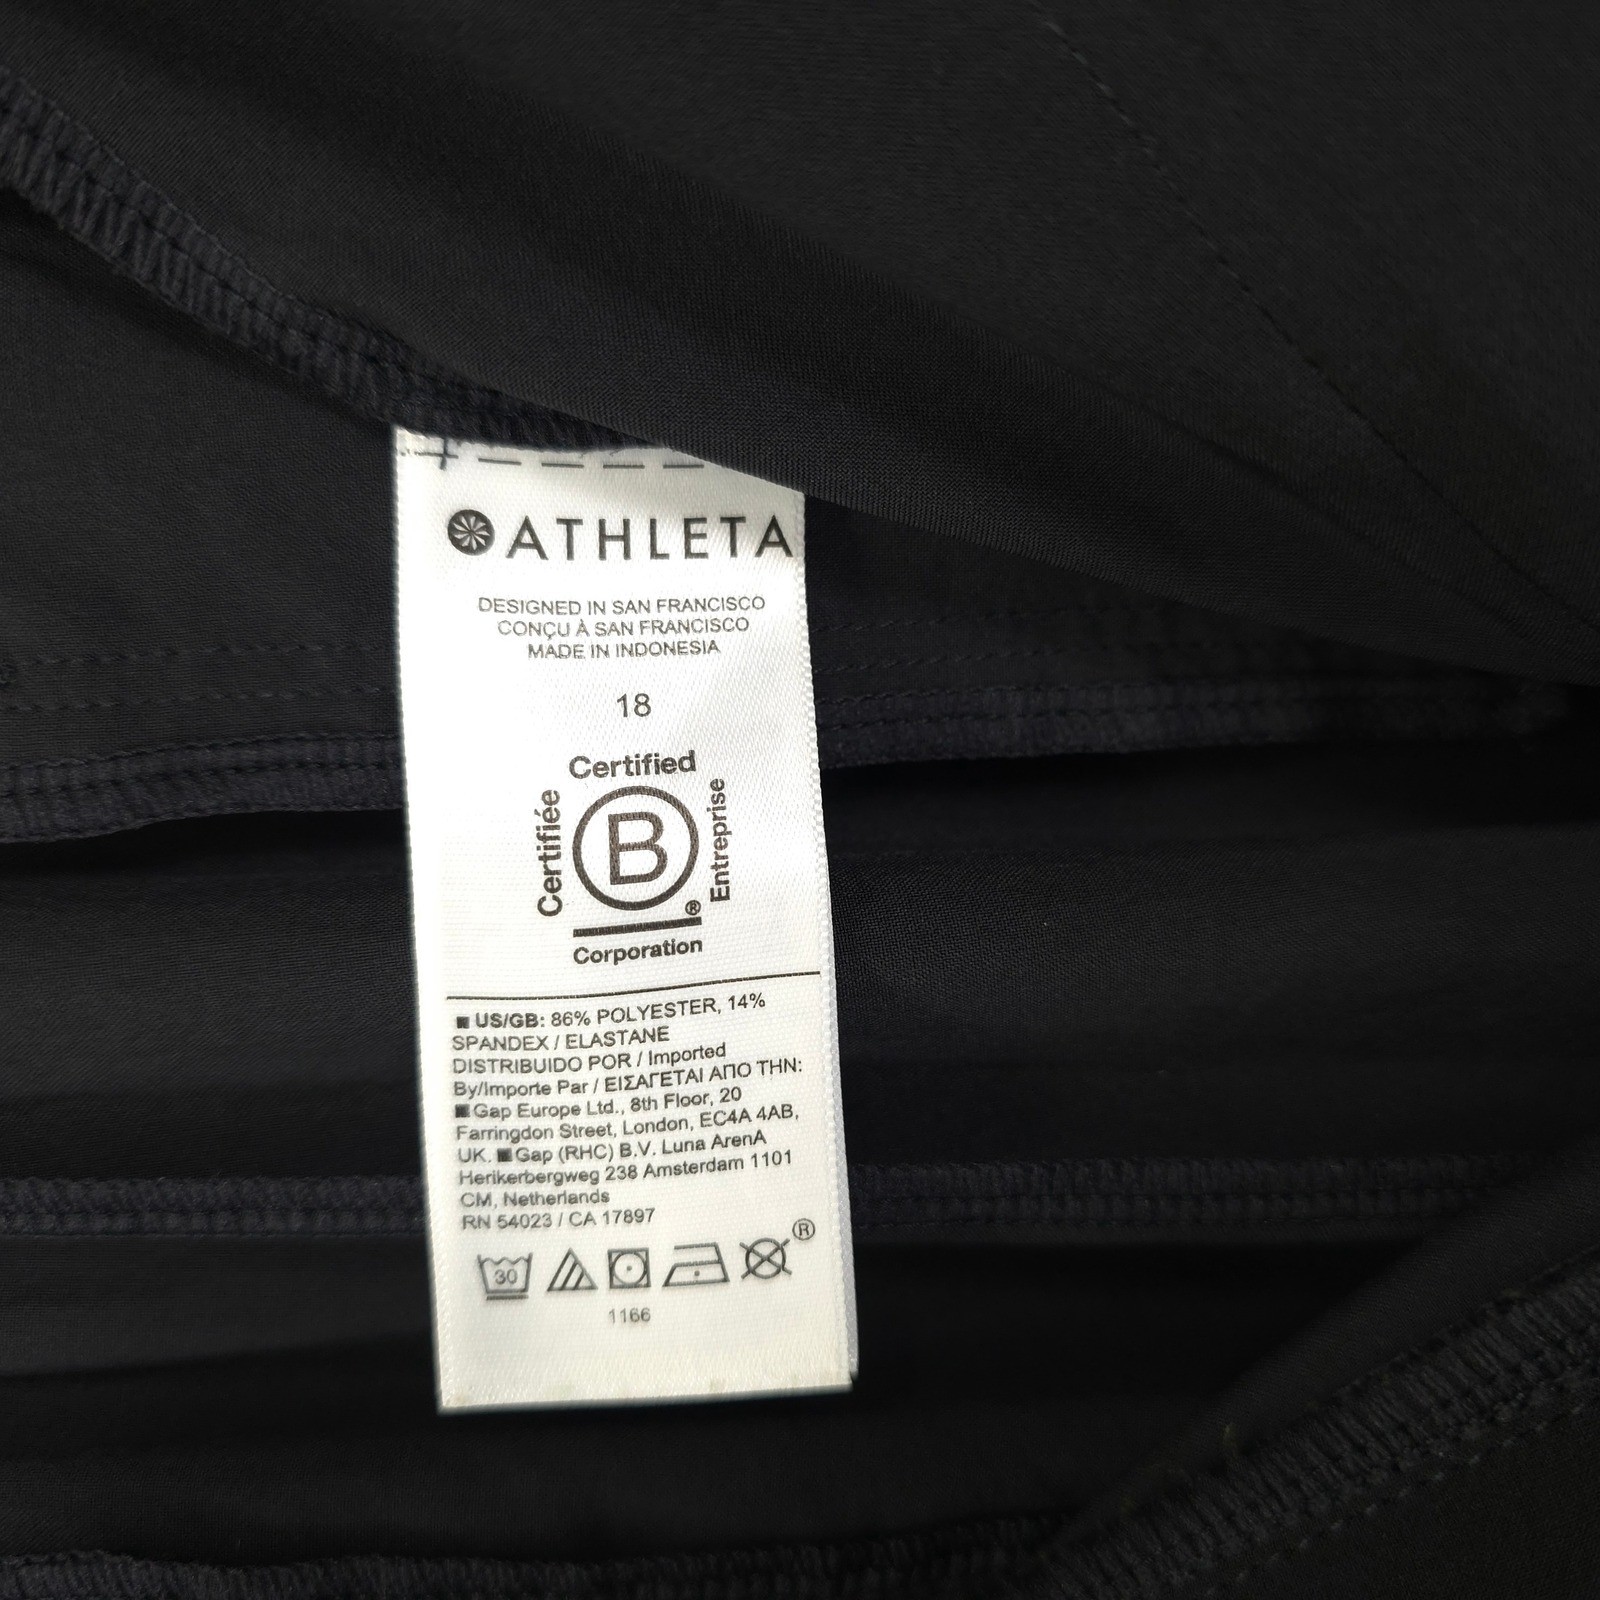 ATHLETA
DESIGNED IN SAN FRANCISCO
CONÇU À SAN FRANCISCO
MADE IN INDONESIA
18
Certified
Certifiée
B
Entreprise
®
Corporation
US/GB: 86% POLYESTER, 14%
SPANDEX / ELASTANE
DISTRIBUIDO POR / Imported
By/Importe Par / ΕΙΣΑΓΕΤΑΙ ΑΠΟ ΤΗΝ:
Gap Europe Ltd., 8th Floor, 20
Farringdon Street, London, EC4A 4AB,
UK. Gap (RHC) B.V. Luna ArenA
Herikerbergweg 238 Amsterdam 1101
CM, Netherlands
RN 54023 / CA 17897
30 ®
1166